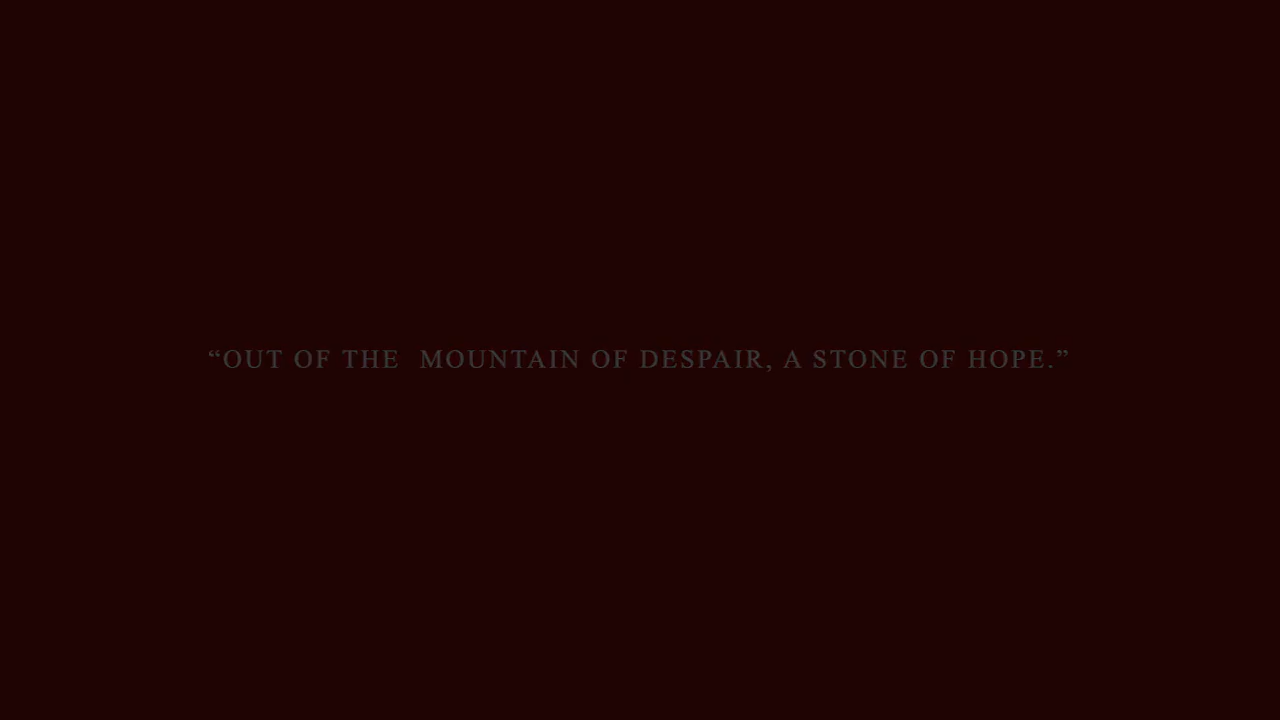 “OUT OF THE  MOUNTAIN OF DESPAIR, A STONE OF HOPE.”